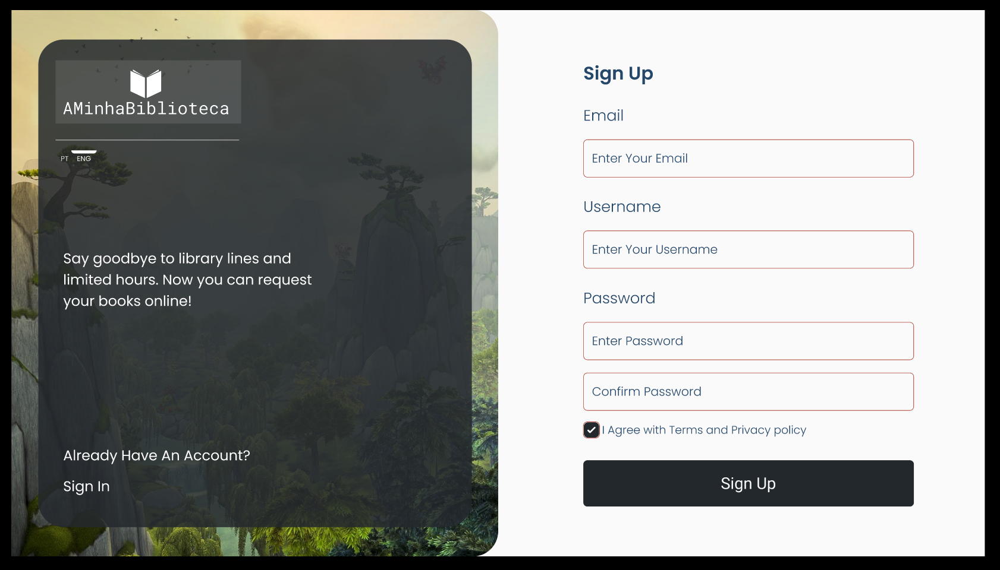 AMinhaBiblioteca
PT ENG
Say goodbye to library lines and
limited hours. Now you can request
your books online!
Already Have An Account?
Sign In
Sign Up
Email
Enter Your Email
Username
Enter Your Username
Password
Enter Password
Confirm Password
I Agree with Terms and Privacy policy
Sign Up